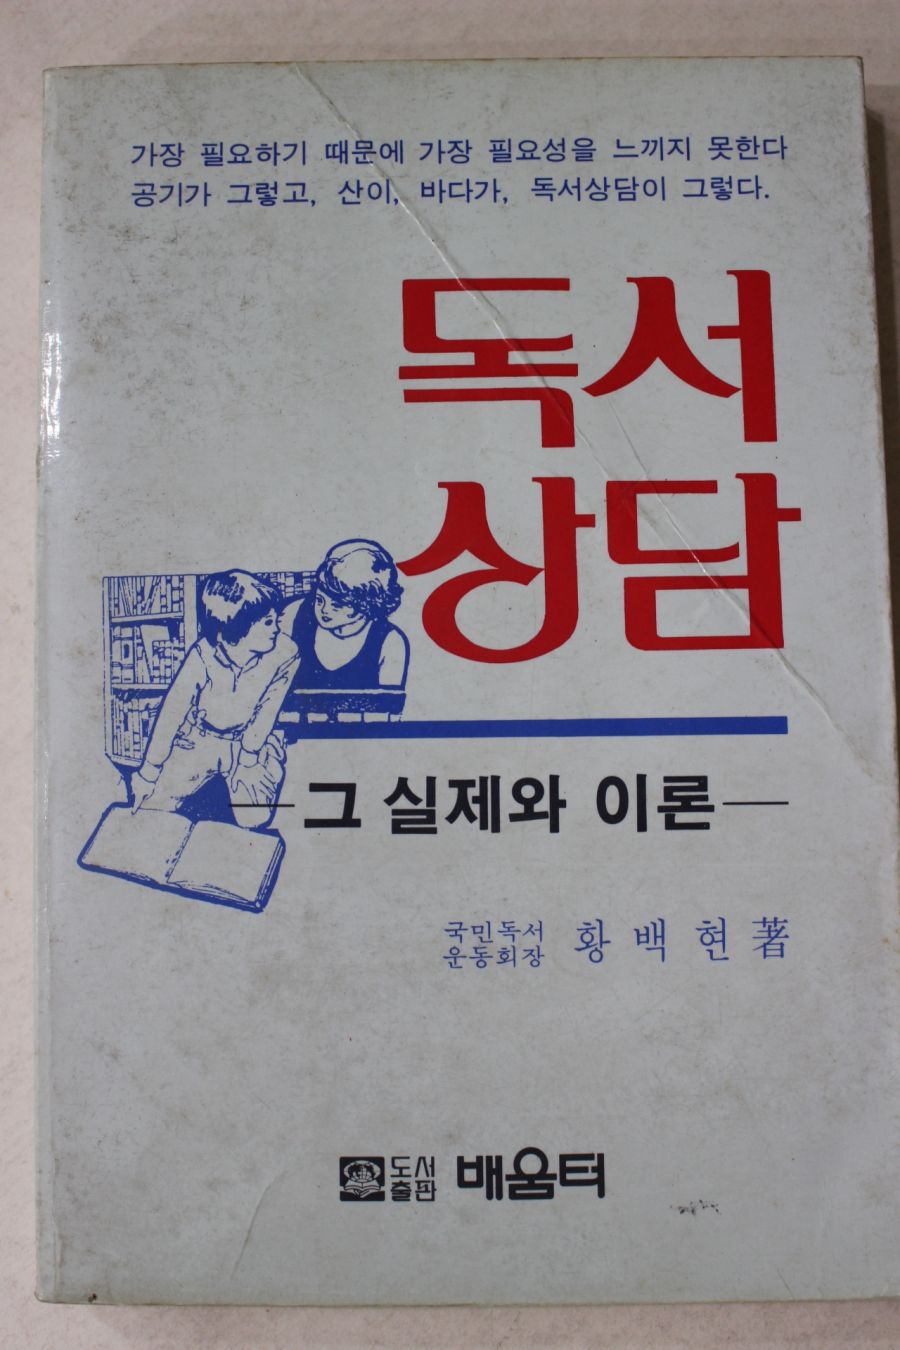 가장 필요하기 때문에 가장 필요성을 느끼지 못한다
공기가 그렇고, 산이, 바다가, 독서상담이 그렇다.
독서
상담
─그 실제와 이론─
국민독서
운동회장 황백현 著
도서
출판 배움터